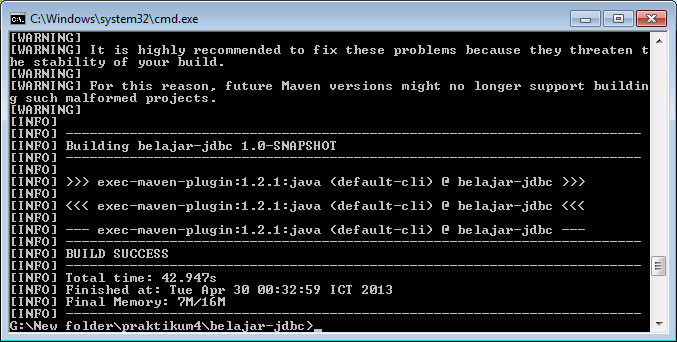 C:\Windows\system32\cmd.exe
[WARNING]
[WARNING] It is highly recommended to fix these problems because they threaten t
he stability of your build.
[WARNING]
[WARNING] For this reason, future Maven versions might no longer support buildin
g such malformed projects.
[WARNING]
[INFO]
[INFO] ------------------------------------------------------------------------
[INFO] Building belajar-jdbc 1.0-SNAPSHOT
[INFO] ------------------------------------------------------------------------
[INFO]
[INFO] >>> exec-maven-plugin:1.2.1:java (default-cli) @ belajar-jdbc >>>
[INFO]
[INFO] <<< exec-maven-plugin:1.2.1:java (default-cli) @ belajar-jdbc <<<
[INFO]
[INFO] --- exec-maven-plugin:1.2.1:java (default-cli) @ belajar-jdbc ---
[INFO] ------------------------------------------------------------------------
[INFO] BUILD SUCCESS
[INFO] ------------------------------------------------------------------------
[INFO] Total time: 42.947s
[INFO] Finished at: Tue Apr 30 00:32:59 ICT 2013
[INFO] Final Memory: 7M/16M
[INFO] ------------------------------------------------------------------------
G:\New folder\praktikum4\belajar-jdbc>_